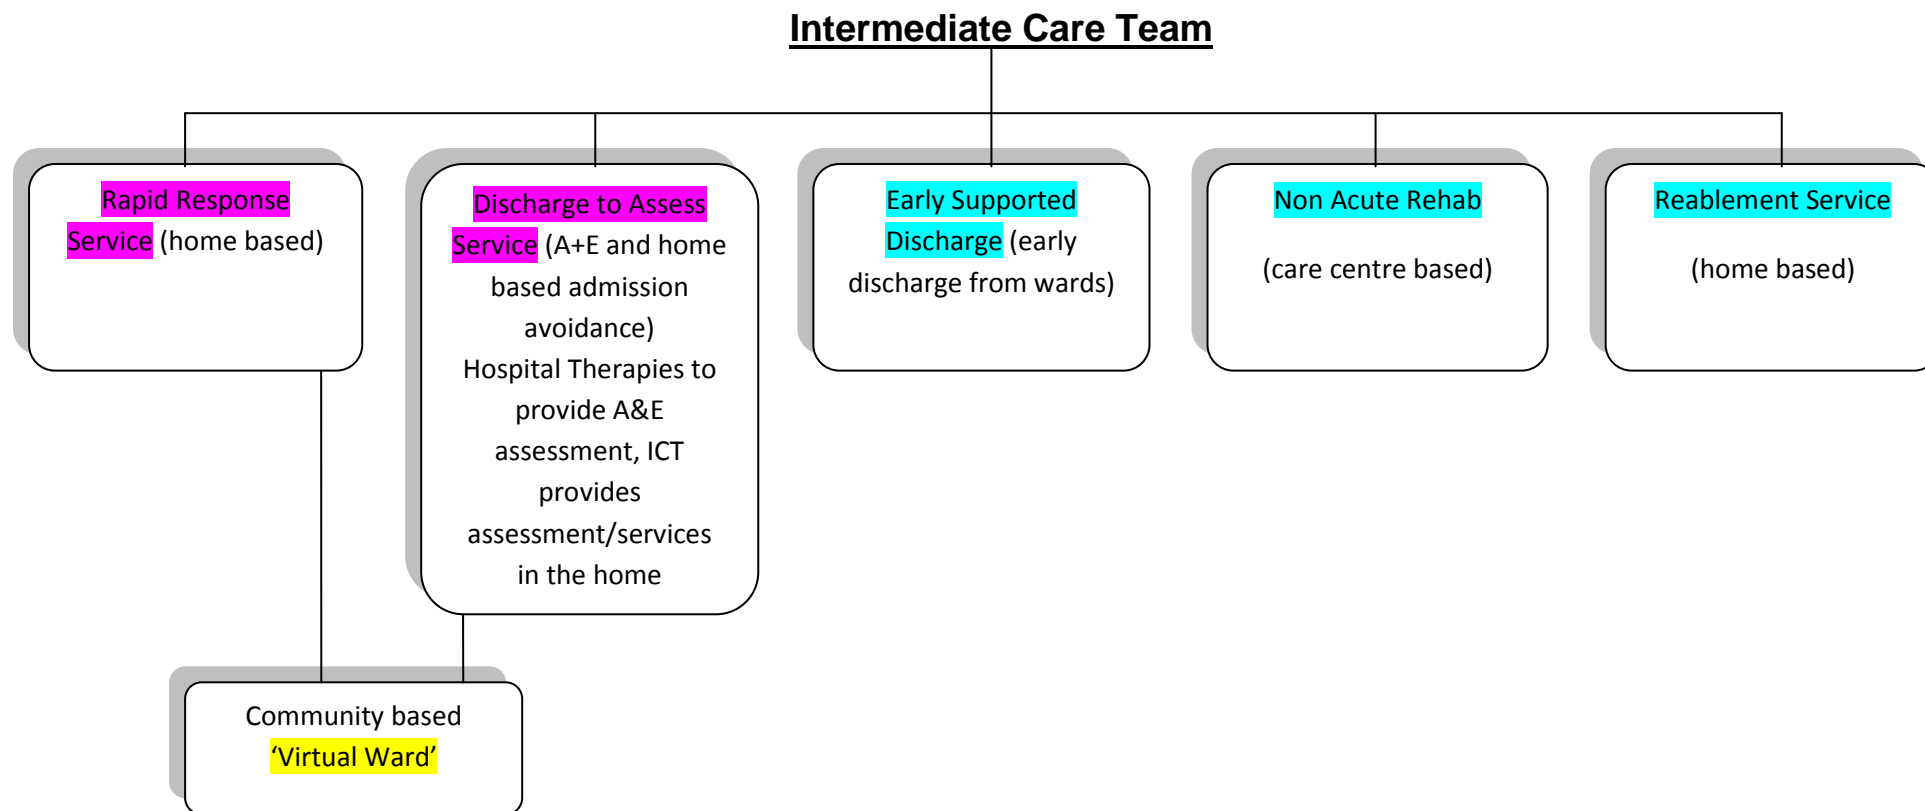 Intermediate Care Team
Rapid Response
Service (home based)
Discharge to Assess
Service (A+E and home
based admission
avoidance)
Hospital Therapies to
provide A&E
assessment, ICT
provides
assessment/services
in the home
Early Supported
Discharge (early
discharge from wards)
Non Acute Rehab
(care centre based)
Reablement Service
(home based)
Community based
‘Virtual Ward’